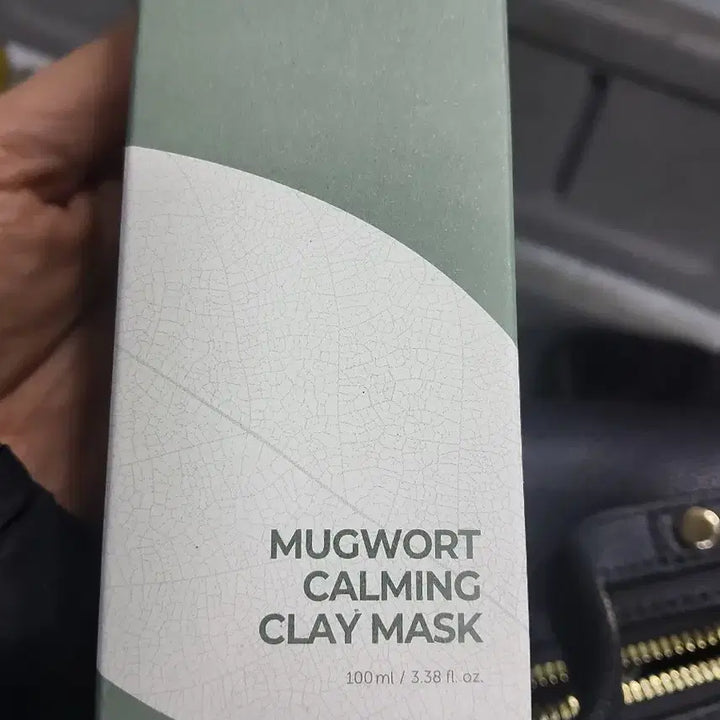 MUGWORT
CALMING
CLAY MASK
100ml / 3.38 fl. oz.